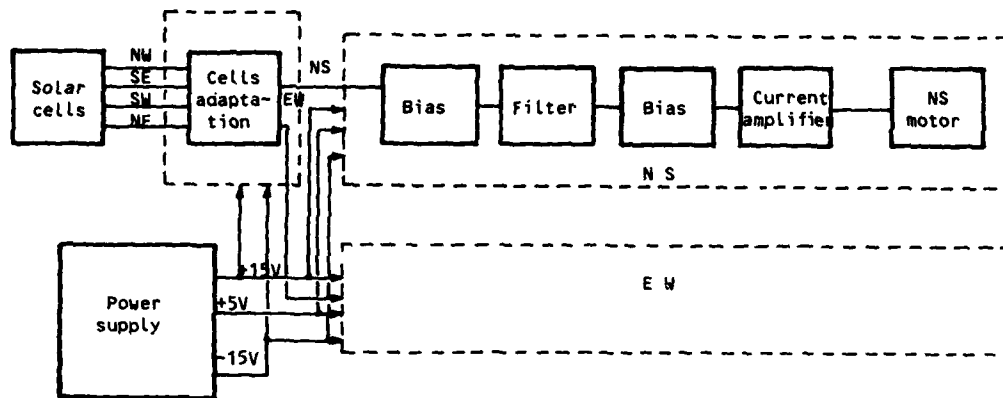 NW
SE
SW
NE
Solar
cells
Cells
adapta-
tion
NS
EW
Bias
Filter
Bias
Current
amplifier
NS
motor
N S
Power
supply
+15V
+5V
-15V
E W